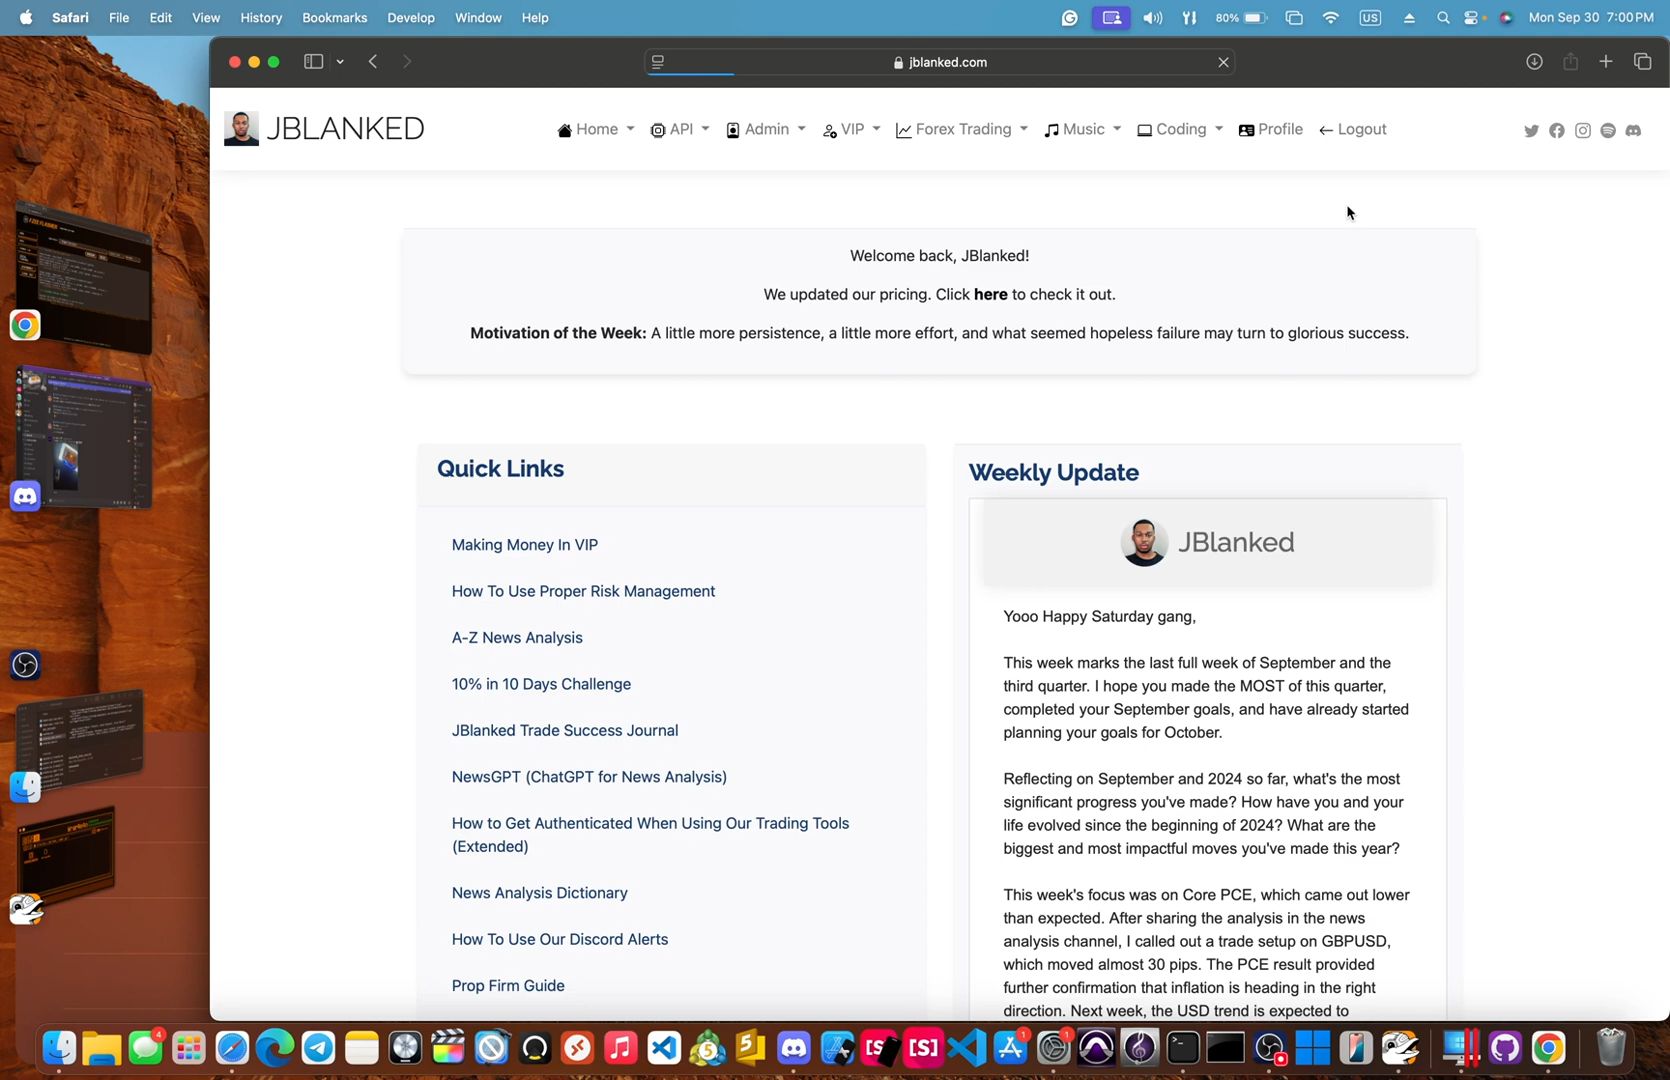 Safari File Edit View History Bookmarks Develop Window Help
80% US Mon Sep 30 7:00 PM
jblanked.com
JBLANKED
Home API Admin VIP Forex Trading Music Coding Profile Logout
Welcome back, JBlanked!
We updated our pricing. Click here to check it out.
Motivation of the Week: A little more persistence, a little more effort, and what seemed hopeless failure may turn to glorious success.
Quick Links
Making Money In VIP
How To Use Proper Risk Management
A-Z News Analysis
10% in 10 Days Challenge
JBlanked Trade Success Journal
NewsGPT (ChatGPT for News Analysis)
How to Get Authenticated When Using Our Trading Tools
(Extended)
News Analysis Dictionary
How To Use Our Discord Alerts
Prop Firm Guide
Weekly Update
JBlanked
Yooo Happy Saturday gang,
This week marks the last full week of September and the
third quarter. I hope you made the MOST of this quarter,
completed your September goals, and have already started
planning your goals for October.
Reflecting on September and 2024 so far, what's the most
significant progress you've made? How have you and your
life evolved since the beginning of 2024? What are the
biggest and most impactful moves you've made this year?
This week's focus was on Core PCE, which came out lower
than expected. After sharing the analysis in the news
analysis channel, I called out a trade setup on GBPUSD,
which moved almost 30 pips. The PCE result provided
further confirmation that inflation is heading in the right
direction. Next week, the USD trend is expected to